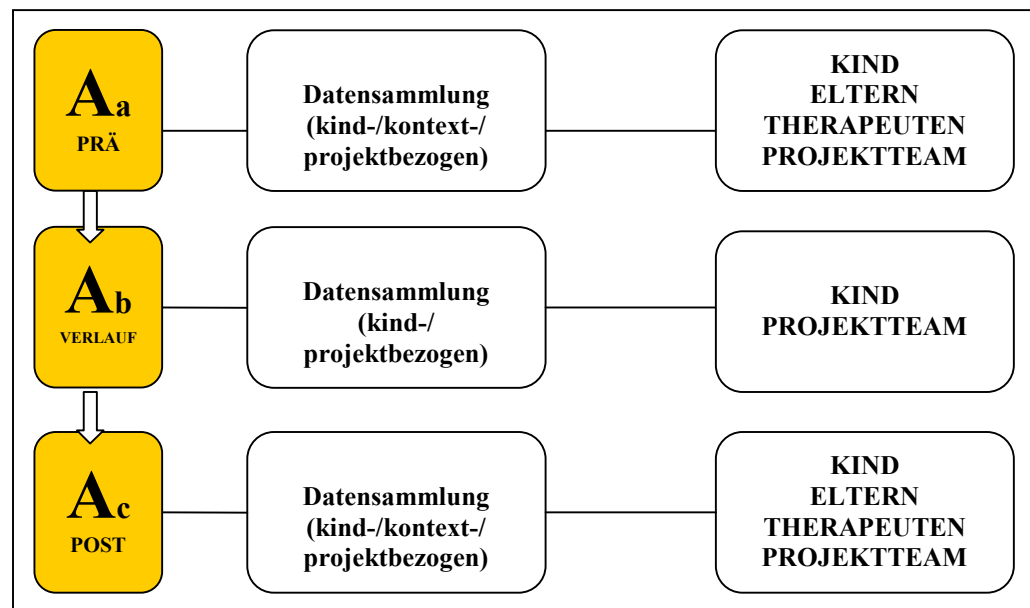 Aa
PRÄ
Datensammlung
(kind-/kontext-/
projektbezogen)
KIND
ELTERN
THERAPEUTEN
PROJEKTTEAM
Ab
VERLAUF
Datensammlung
(kind-/
projektbezogen)
KIND
PROJEKTTEAM
Ac
POST
Datensammlung
(kind-/kontext-/
projektbezogen)
KIND
ELTERN
THERAPEUTEN
PROJEKTTEAM